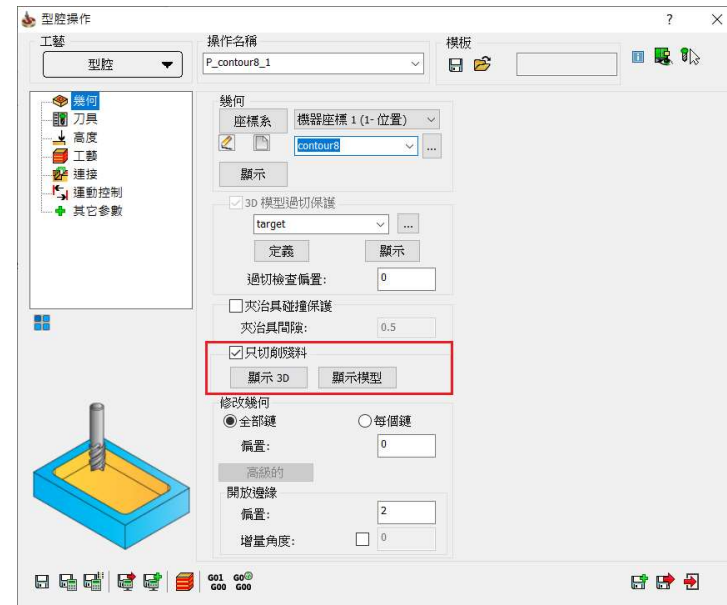 型腔操作
? ×
工藝
型腔
操作名稱
P_contour8_1
模板
幾何
刀具
高度
工藝
連接
運動控制
其它參數
幾何
座標系 機器座標 1 (1- 位置)
contour8 ...
顯示
3D 模型過切保護
target ...
定義 顯示
過切檢查偏置: 0
夾治具碰撞保護
夾治具間隙: 0.5
只切削殘料
顯示 3D 顯示模型
修改幾何
全部鏈 每個鏈
偏置: 0
高級的
開放邊緣
偏置: 2
增量角度: 0
G01 G0
G00 G00